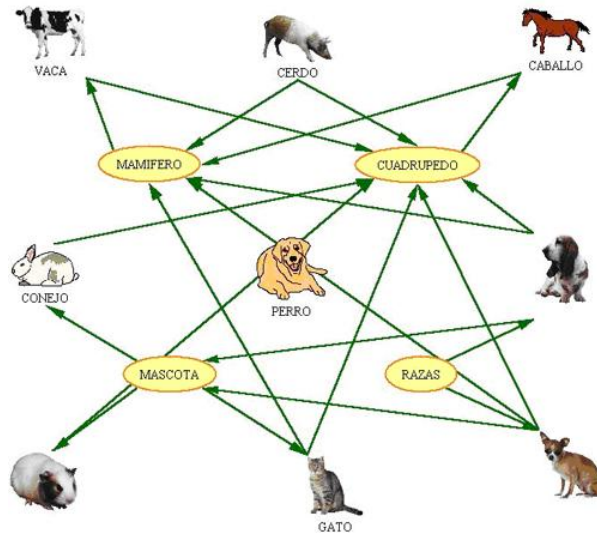 VACA
CERDO
CABALLO
MAMIFERO
CUADRUPEDO
CONEJO
PERRO
MASCOTA
RAZAS
GATO